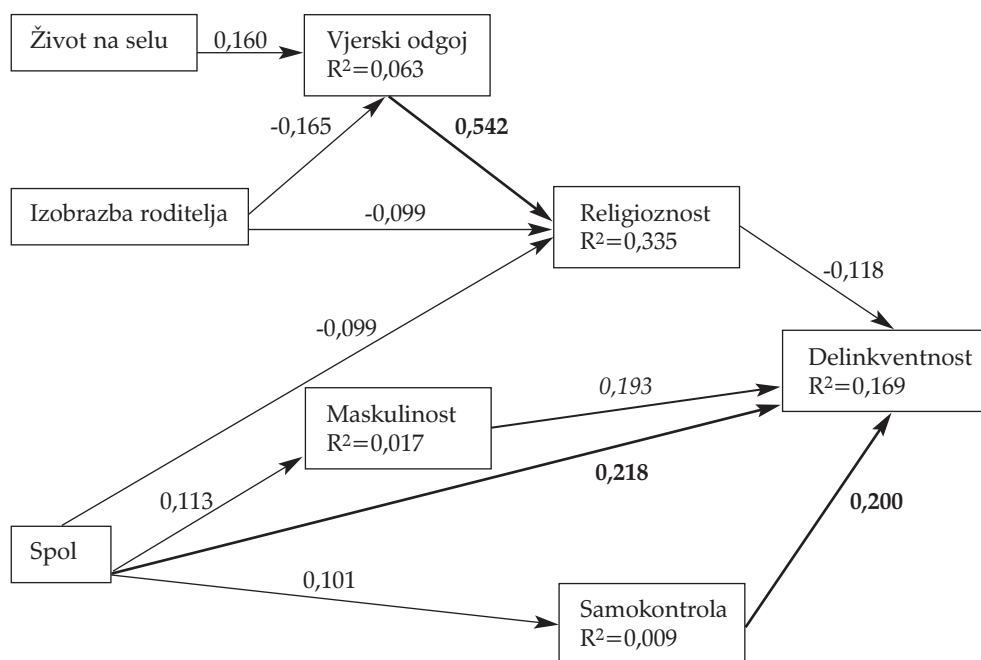 Život na selu
0,160
Vjerski odgoj
R²=0,063
-0,165
0,542
Izobrazba roditelja
-0,099
Religioznost
R²=0,335
-0,118
-0,099
Delinkventnost
R²=0,169
Maskulinost
R²=0,017
0,193
0,113
0,218
0,200
Spol
0,101
Samokontrola
R²=0,009